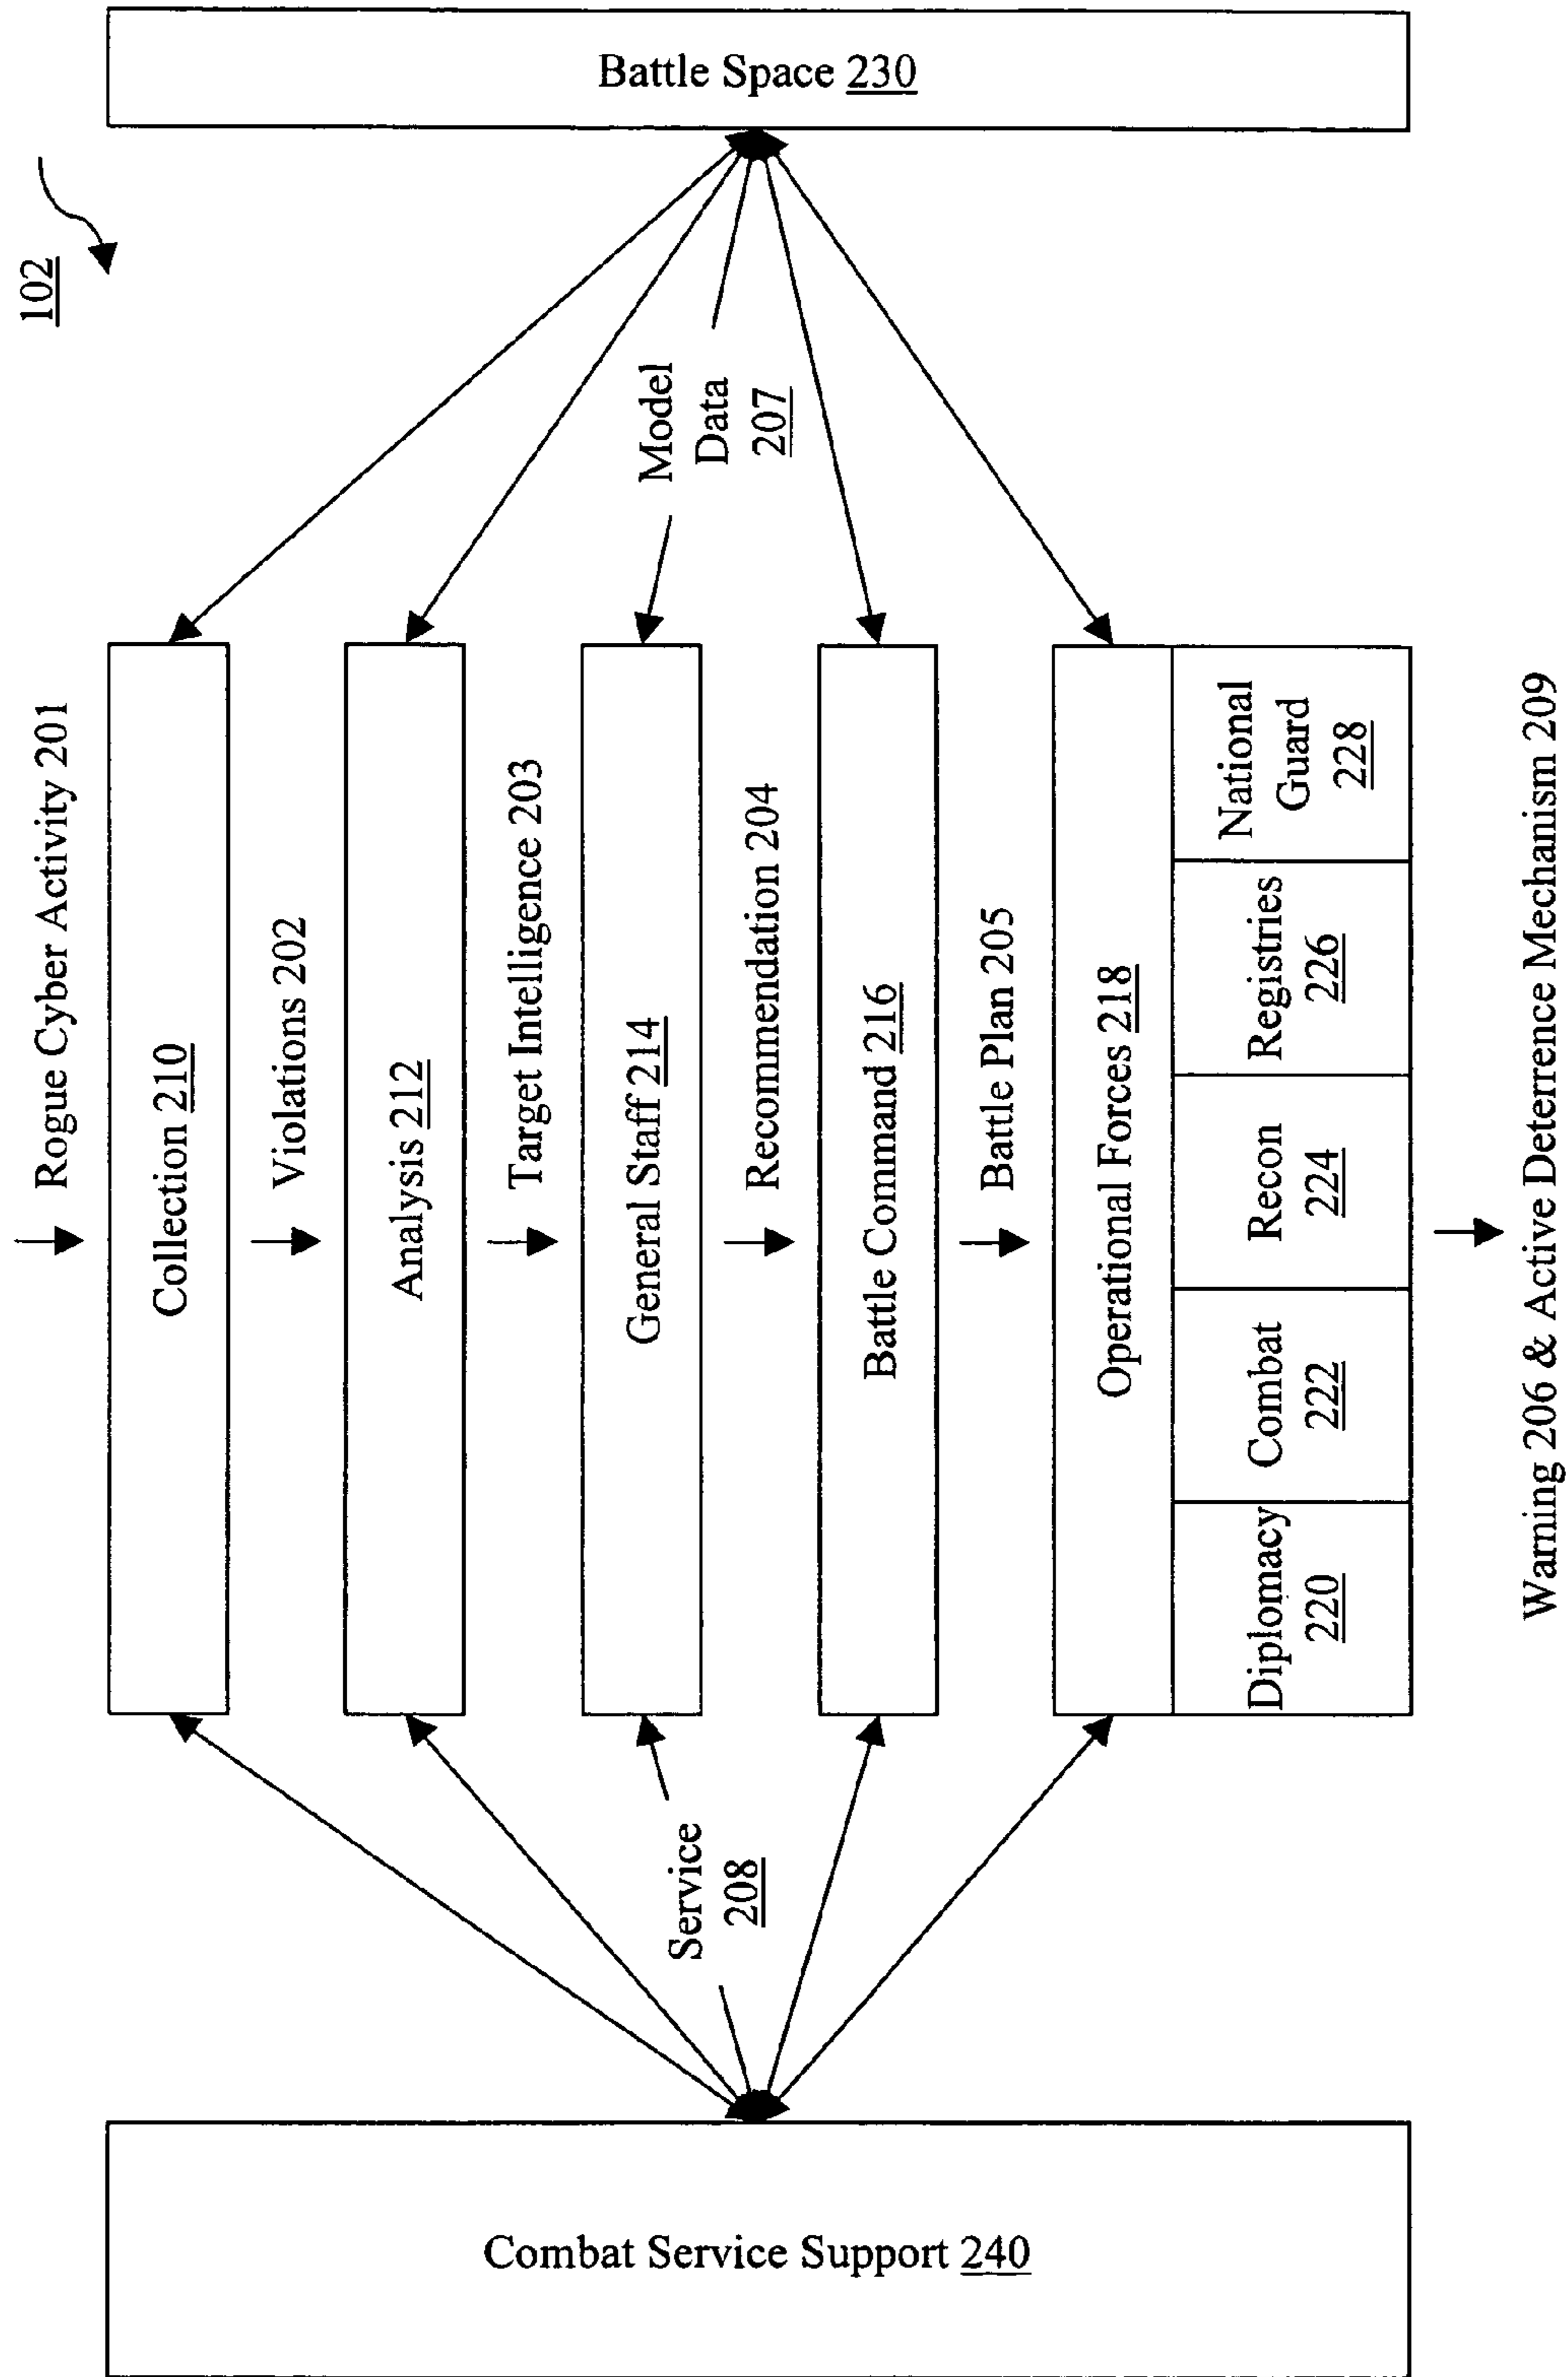 102
Rogue Cyber Activity 201
Collection 210
Violations 202
Analysis 212
Target Intelligence 203
General Staff 214
Recommendation 204
Battle Command 216
Battle Plan 205
Operational Forces 218
Diplomacy
220
Combat
222
Recon
224
Registries
226
National
Guard
228
Warning 206 & Active Deterrence Mechanism 209
Combat Service Support 240
Service
208
Model
Data
207
Battle Space 230